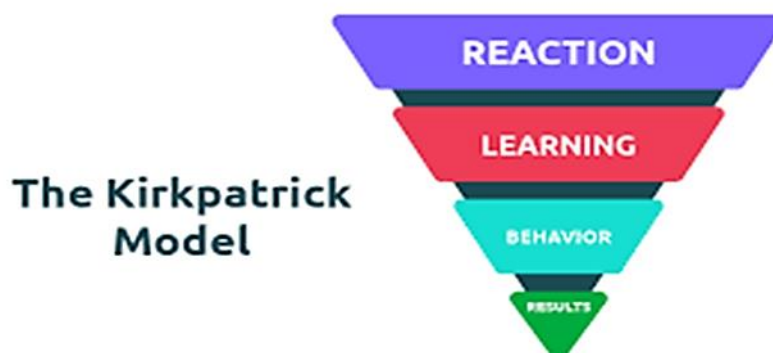 REACTION
LEARNING
The Kirkpatrick
Model
BEHAVIOR
RESULTS